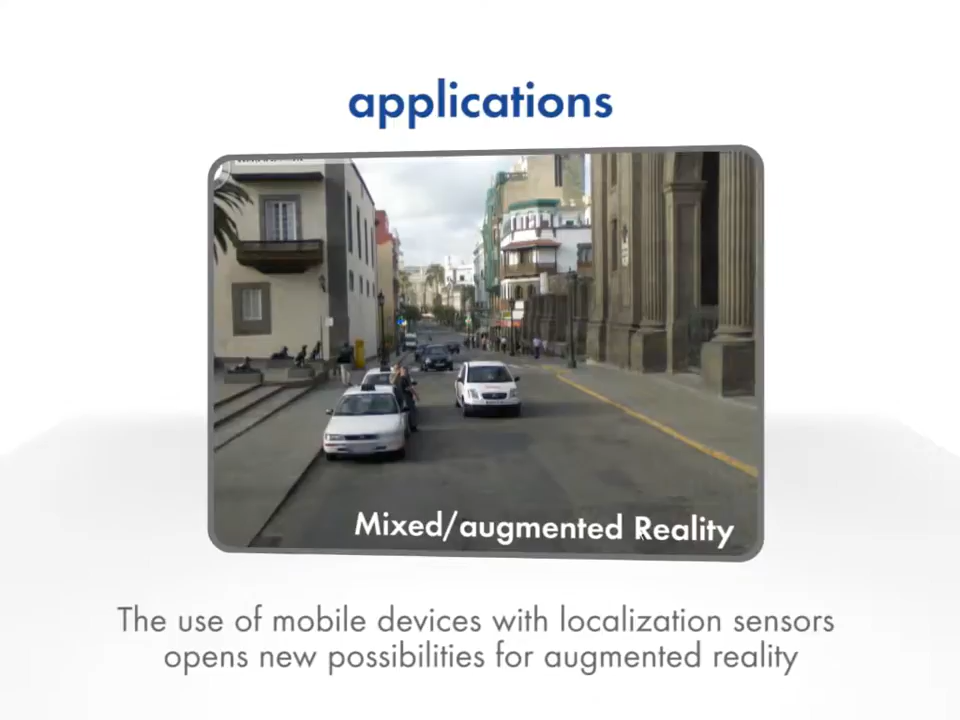 applications
Mixed/augmented Reality
The use of mobile devices with localization sensors
opens new possibilities for augmented reality